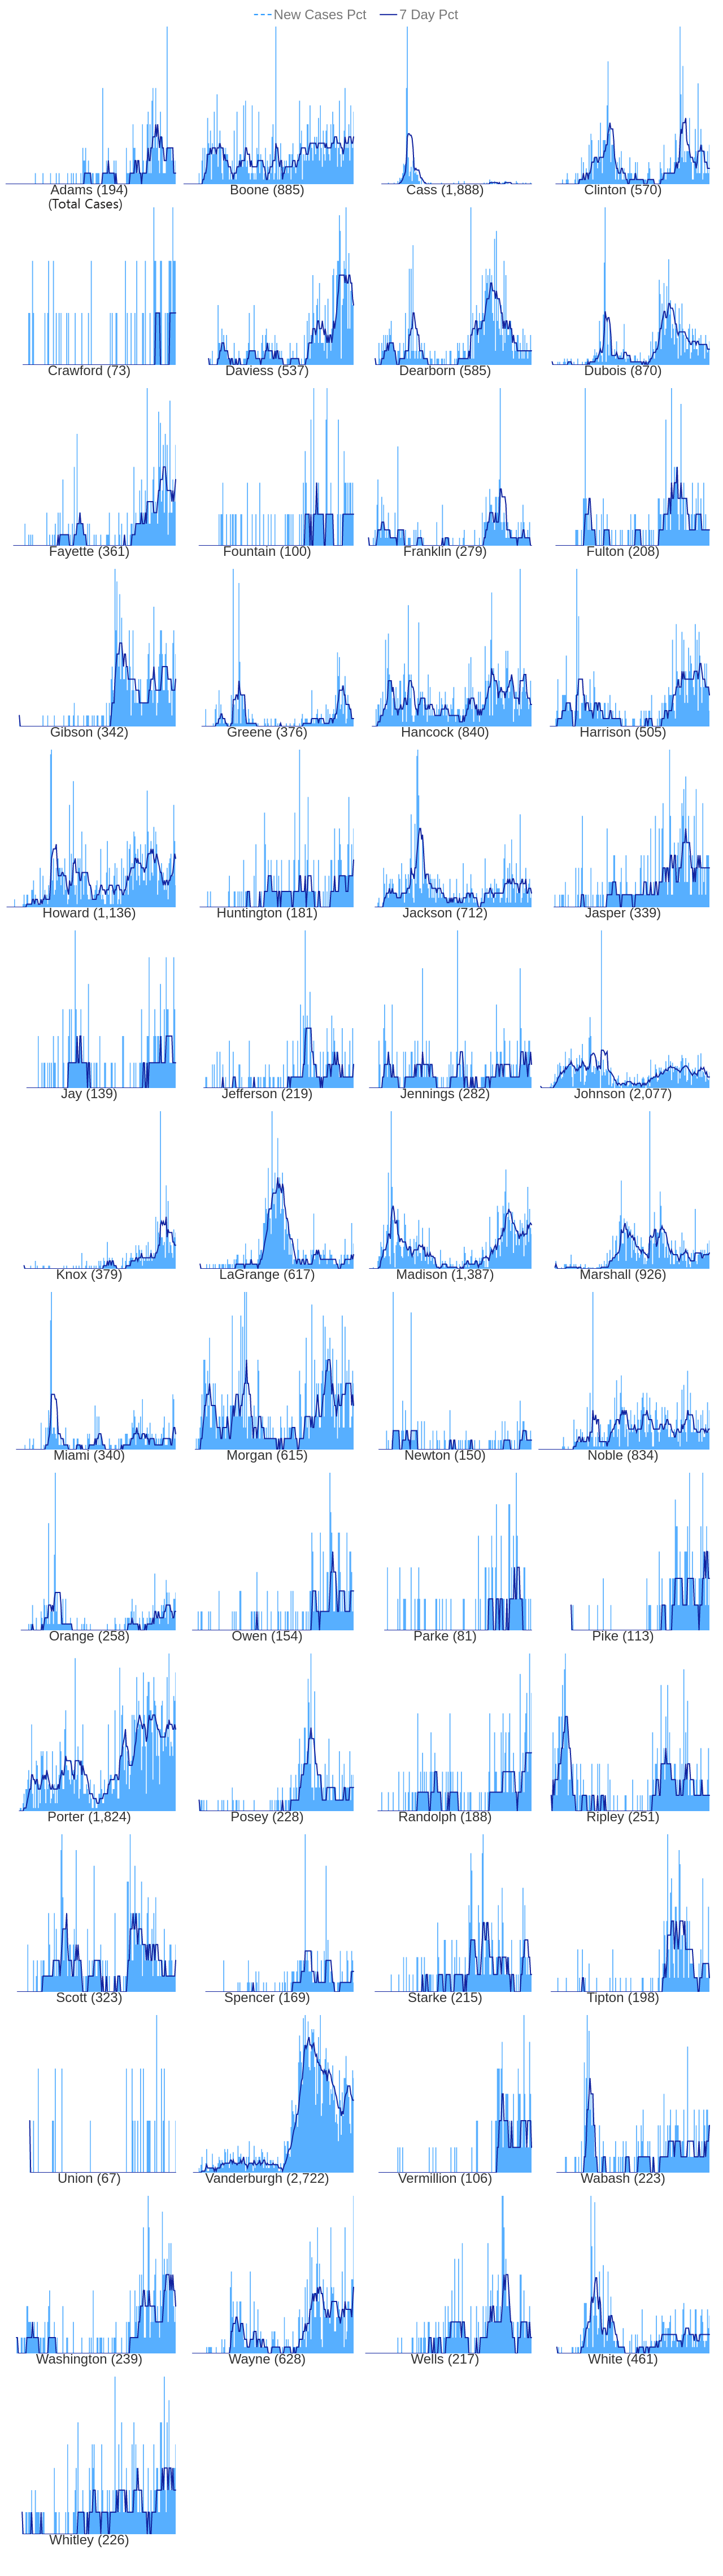 New Cases Pct 7 Day Pct
Adams (194) Boone (885) Cass (1,888) Clinton (570)
(Total Cases)
Crawford (73) Daviess (537) Dearborn (585) Dubois (870)
Fayette (361) Fountain (100) Franklin (279) Fulton (208)
Gibson (342) Greene (376) Hancock (840) Harrison (505)
Howard (1,136) Huntington (181) Jackson (712) Jasper (339)
Jay (139) Jefferson (219) Jennings (282) Johnson (2,077)
Knox (379) LaGrange (617) Madison (1,387) Marshall (926)
Miami (340) Morgan (615) Newton (150) Noble (834)
Orange (258) Owen (154) Parke (81) Pike (113)
Porter (1,824) Posey (228) Randolph (188) Ripley (251)
Scott (323) Spencer (169) Starke (215) Tipton (198)
Union (67) Vanderburgh (2,722) Vermillion (106) Wabash (223)
Washington (239) Wayne (628) Wells (217) White (461)
Whitley (226)